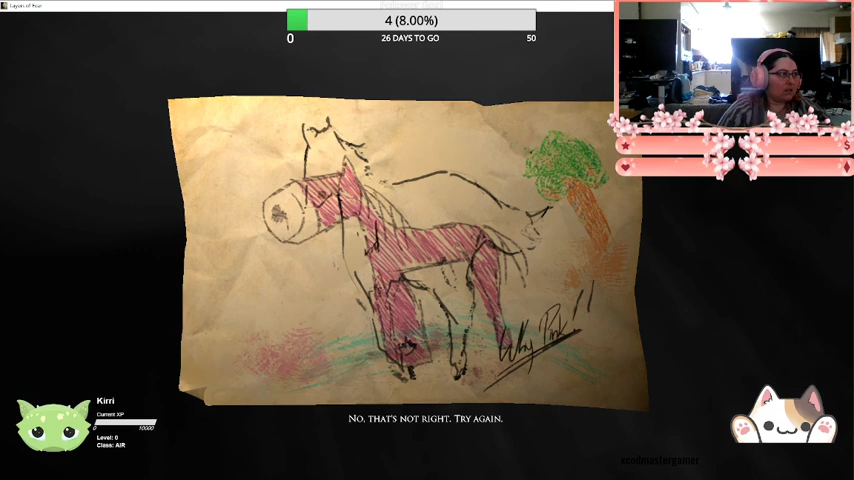 Layers of Fear
4 (8.00%)
0
26 DAYS TO GO
50
$
Why Pink!!
Kirri
Current XP
0
10000
Level: 0
Class: AIR
NO, THAT'S NOT RIGHT. TRY AGAIN.
xcodmastergamer